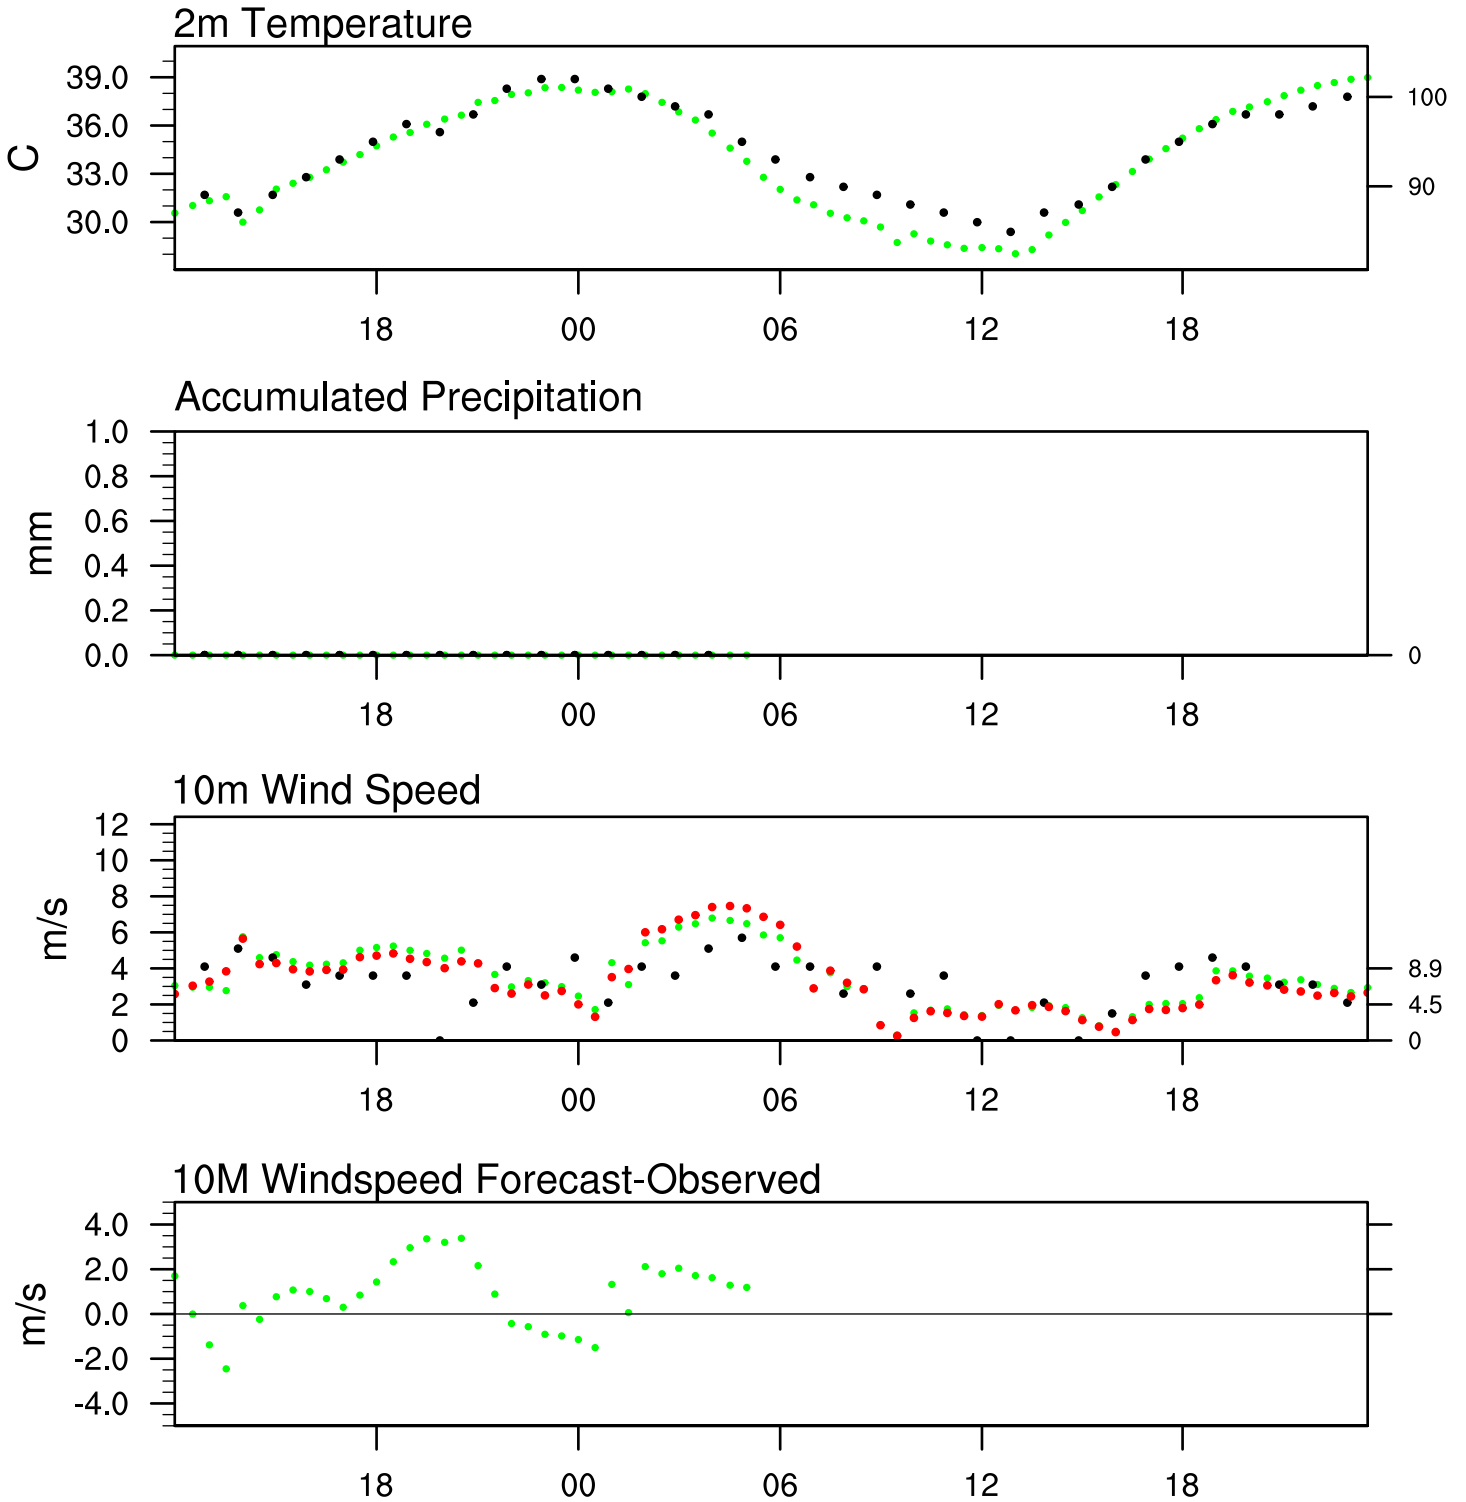 2m Temperature
39.0
36.0
33.0
30.0
C
100
90
18 00 06 12 18
Accumulated Precipitation
1.0
0.8
0.6
0.4
0.2
0.0
mm
0
18 00 06 12 18
10m Wind Speed
12
10
8
6
4
2
0
m/s
8.9
4.5
0
18 00 06 12 18
10M Windspeed Forecast-Observed
4.0
2.0
0.0
-2.0
-4.0
m/s
18 00 06 12 18